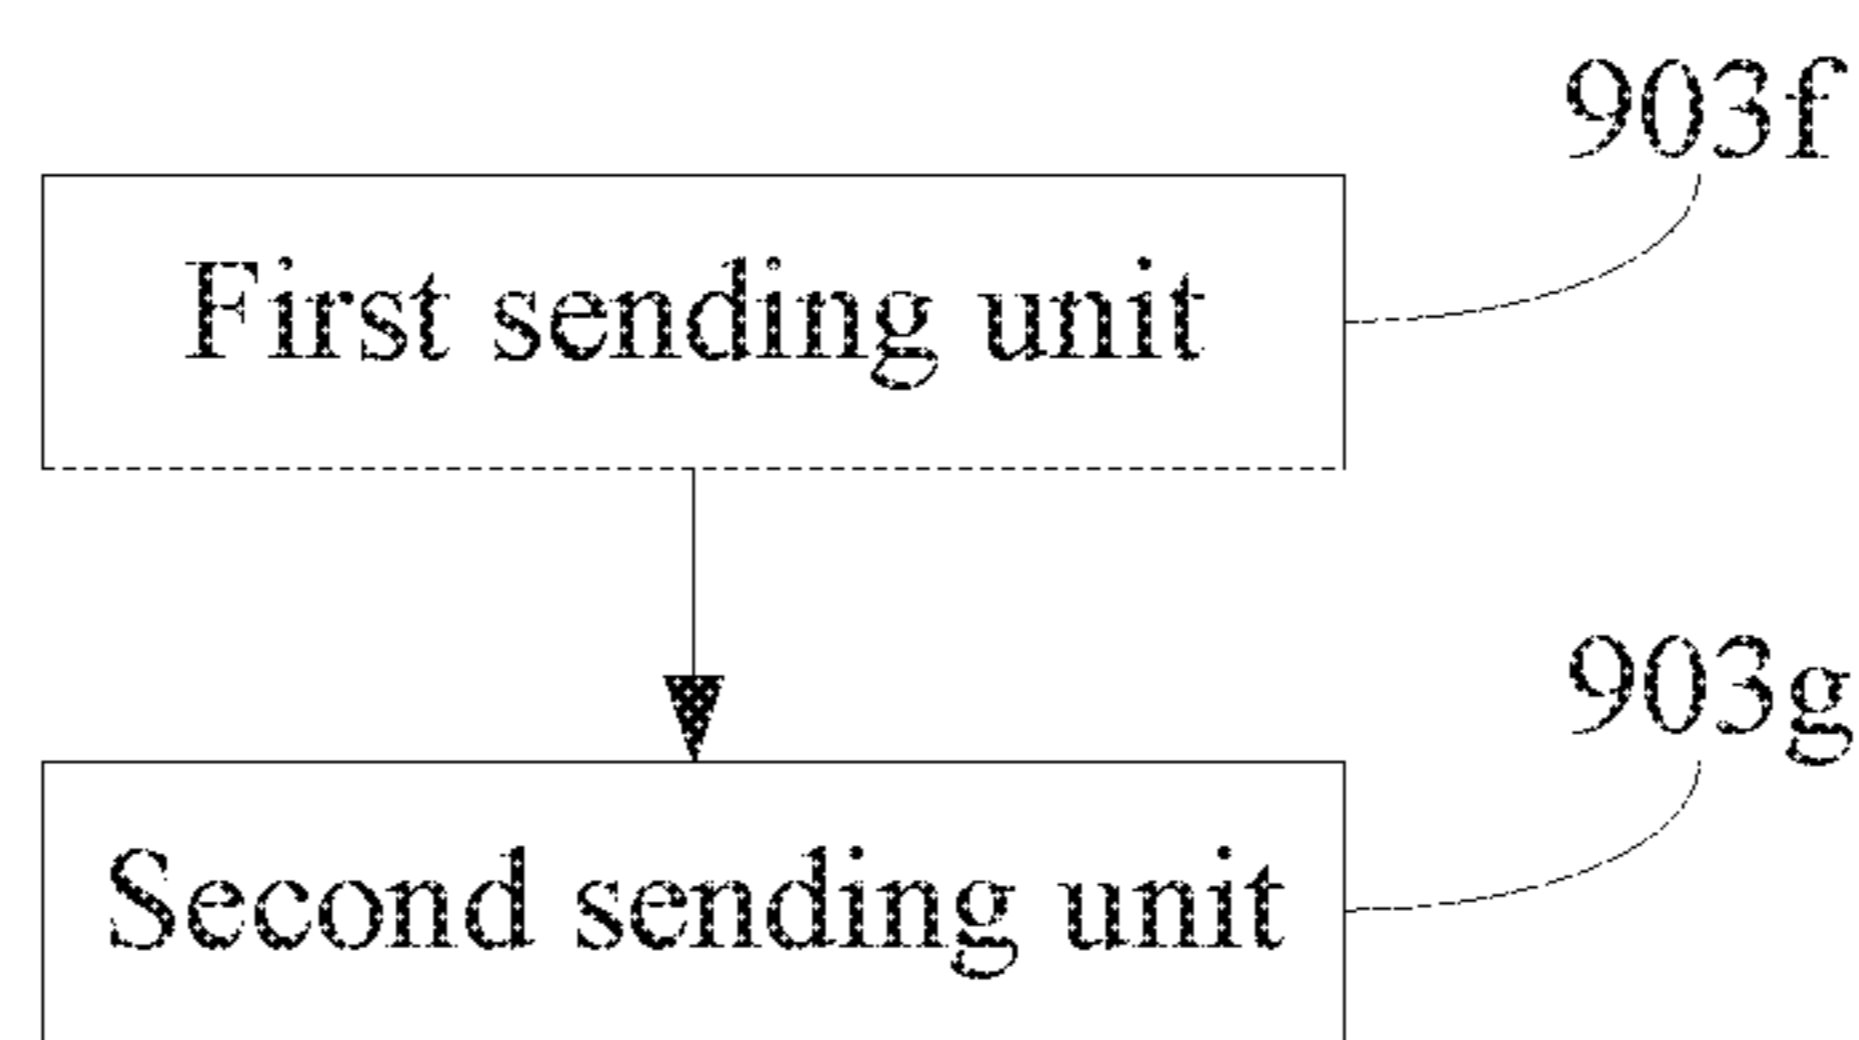 903f
First sending unit
903g
Second sending unit